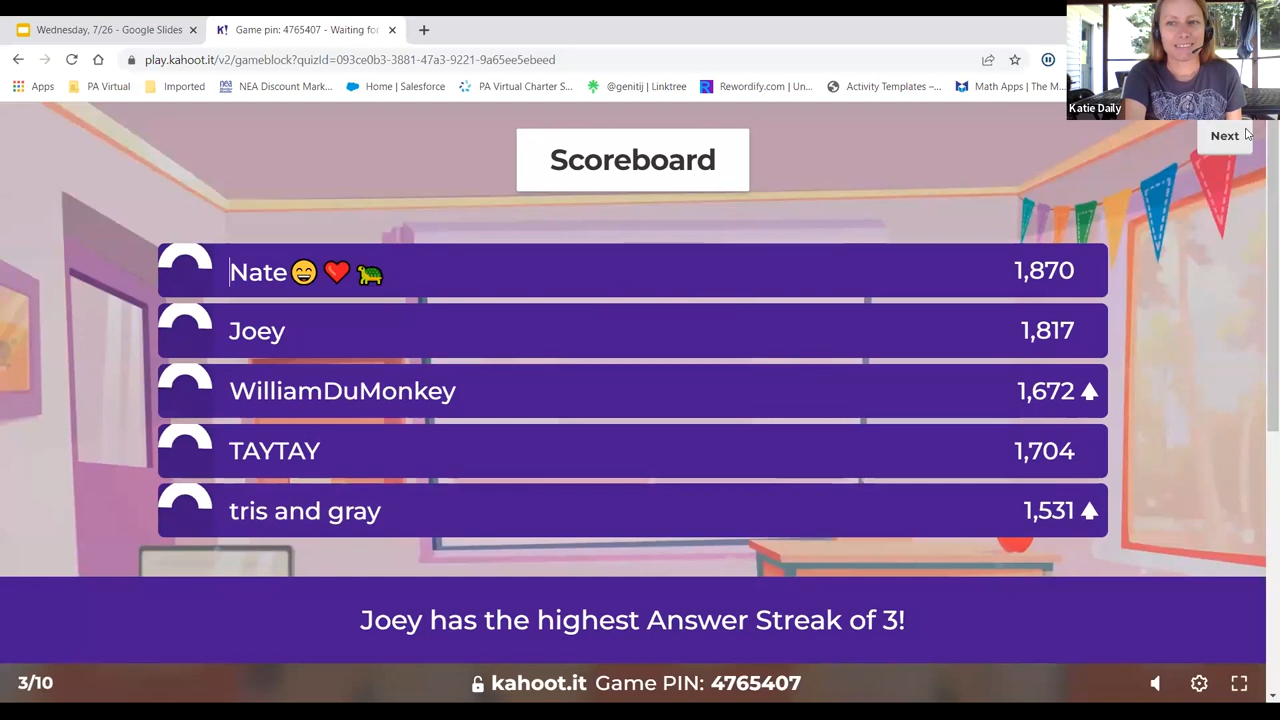 Wednesday, 7/26 - Google Slides
K! Game pin: 4765407 - Waiting for
play.kahoot.it/v2/gameblock?quizId=093ce0b3-3881-47a3-9221-3a65ee5ebeed
Apps PA Virtual Imported nea NEA Discount Mark... Home | Salesforce PA Virtual Charter S... @genitij | Linktree R Rewordify.com | Un... Activity Templates –... Math Apps | The M...
Katie Daily
Next
Scoreboard
Nate😄❤️🐢 1,870
Joey 1,817
WilliamDuMonkey 1,672
TAYTAY 1,704
tris and gray 1,531
Joey has the highest Answer Streak of 3!
3/10 kahoot.it Game PIN: 4765407